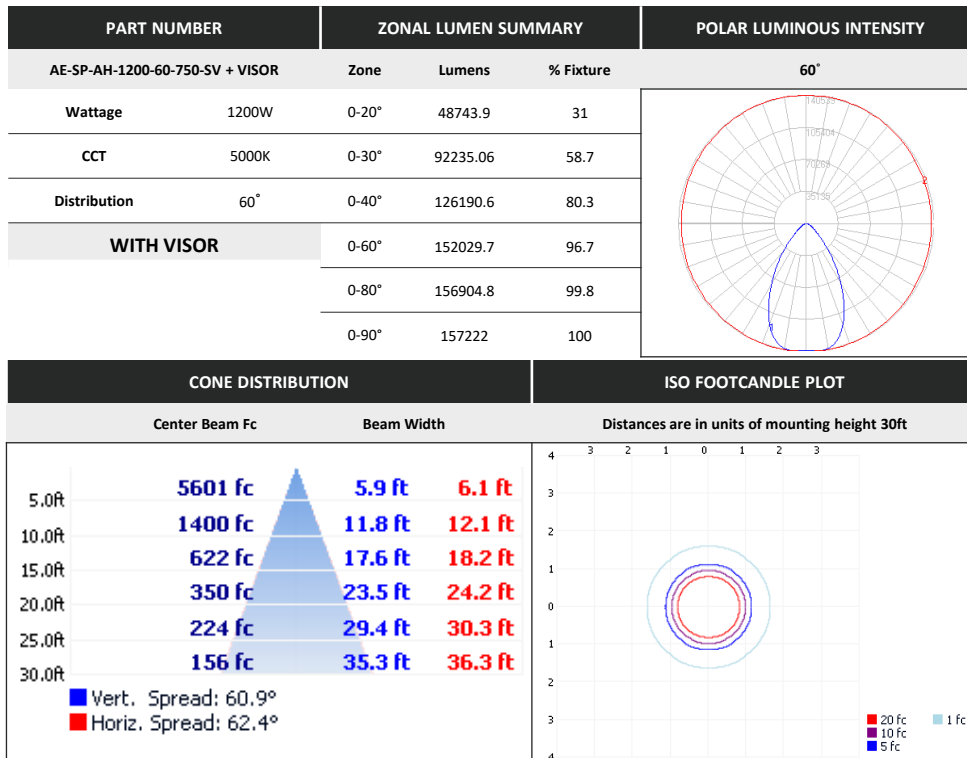 PART NUMBER
ZONAL LUMEN SUMMARY
POLAR LUMINOUS INTENSITY
AE-SP-AH-1200-60-750-SV + VISOR
Zone Lumens % Fixture
60°
Wattage 1200W
0-20° 48743.9 31
CCT 5000K
0-30° 92235.06 58.7
Distribution 60°
0-40° 126190.6 80.3
WITH VISOR
0-60° 152029.7 96.7
0-80° 156904.8 99.8
0-90° 157222 100
140535
105404
70269
35135
2
1
CONE DISTRIBUTION
ISO FOOTCANDLE PLOT
Center Beam Fc Beam Width
Distances are in units of mounting height 30ft
5.0ft 5601 fc 5.9 ft 6.1 ft
10.0ft 1400 fc 11.8 ft 12.1 ft
15.0ft 622 fc 17.6 ft 18.2 ft
20.0ft 350 fc 23.5 ft 24.2 ft
25.0ft 224 fc 29.4 ft 30.3 ft
30.0ft 156 fc 35.3 ft 36.3 ft
Vert. Spread: 60.9°
Horiz. Spread: 62.4°
3 2 1 0 1 2 3
4
3
2
1
0
1
2
3
4
20 fc 1 fc
10 fc
5 fc